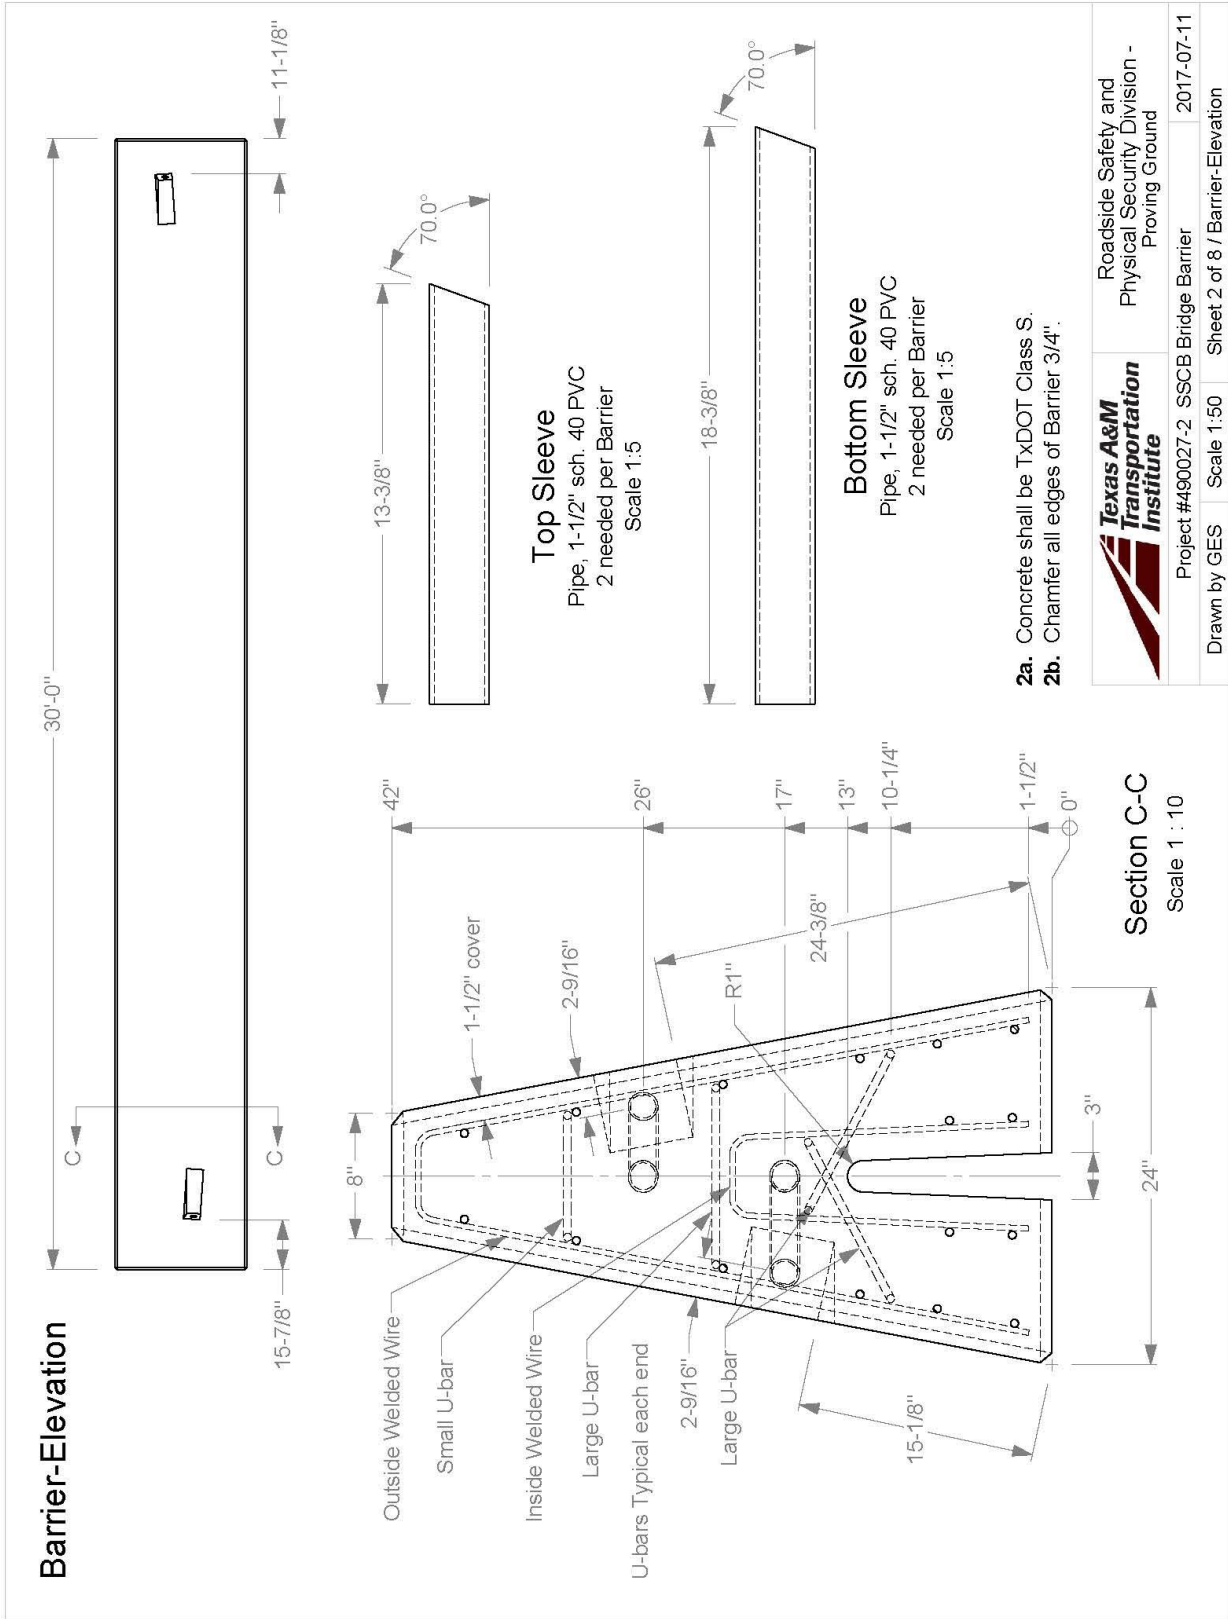 Barrier-Elevation
30'-0"
C
C
15-7/8"
11-1/8"
Outside Welded Wire
Small U-bar
Inside Welded Wire
Large U-bar
U-bars Typical each end
2-9/16"
Large U-bar
15-1/8"
8"
1-1/2" cover
2-9/16"
R1"
24-3/8"
3"
24"
42"
26"
17"
13"
10-1/4"
1-1/2"
0"
Section C-C
Scale 1 : 10
13-3/8"
70.0°
Top Sleeve
Pipe, 1-1/2" sch. 40 PVC
2 needed per Barrier
Scale 1:5
18-3/8"
70.0°
Bottom Sleeve
Pipe, 1-1/2" sch. 40 PVC
2 needed per Barrier
Scale 1:5
2a. Concrete shall be TxDOT Class S.
2b. Chamfer all edges of Barrier 3/4".
Texas A&M
Transportation
Institute
Roadside Safety and
Physical Security Division -
Proving Ground
Project #490027-2 SSCB Bridge Barrier
2017-07-11
Drawn by GES
Scale 1:50
Sheet 2 of 8 / Barrier-Elevation